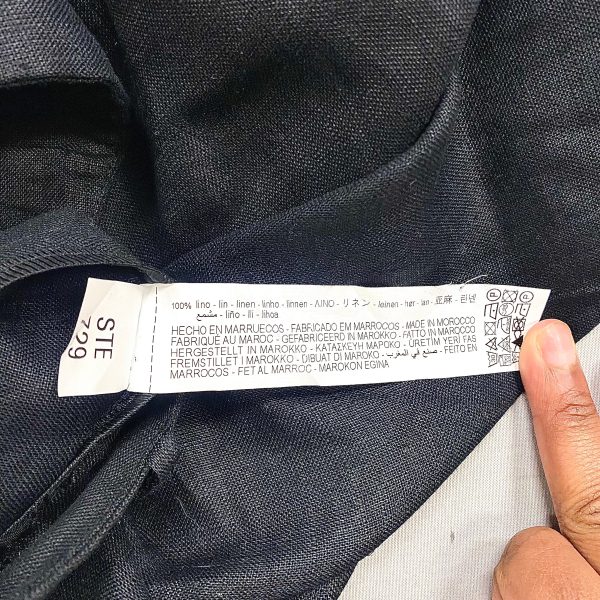 100% lino - lin - linen - linho - linnen - ΛΙΝΟ - リネン - leinen - hør - lan - 亚麻 - 린넨
مشمع - liño - lli - lihoa
HECHO EN MARRUECOS - FABRICADO EM MARROCOS - MADE IN MOROCCO
FABRIQUÉ AU MAROC - GEFABRICEERD IN MAROKKO - FATTO IN MAROCCO
HERGESTELLT IN MAROKKO - ΚΑΤΑΣΚΕΥΗ ΜΑΡΟΚΟ - ÜRETIM YERİ FAS
FREMSTILLET I MAROKKO - DIBUAT DI MAROKO - صنع في المغرب - FEITO EN
MARROCOS - FET AL MARROC - MAROKON EGINA
STE
729